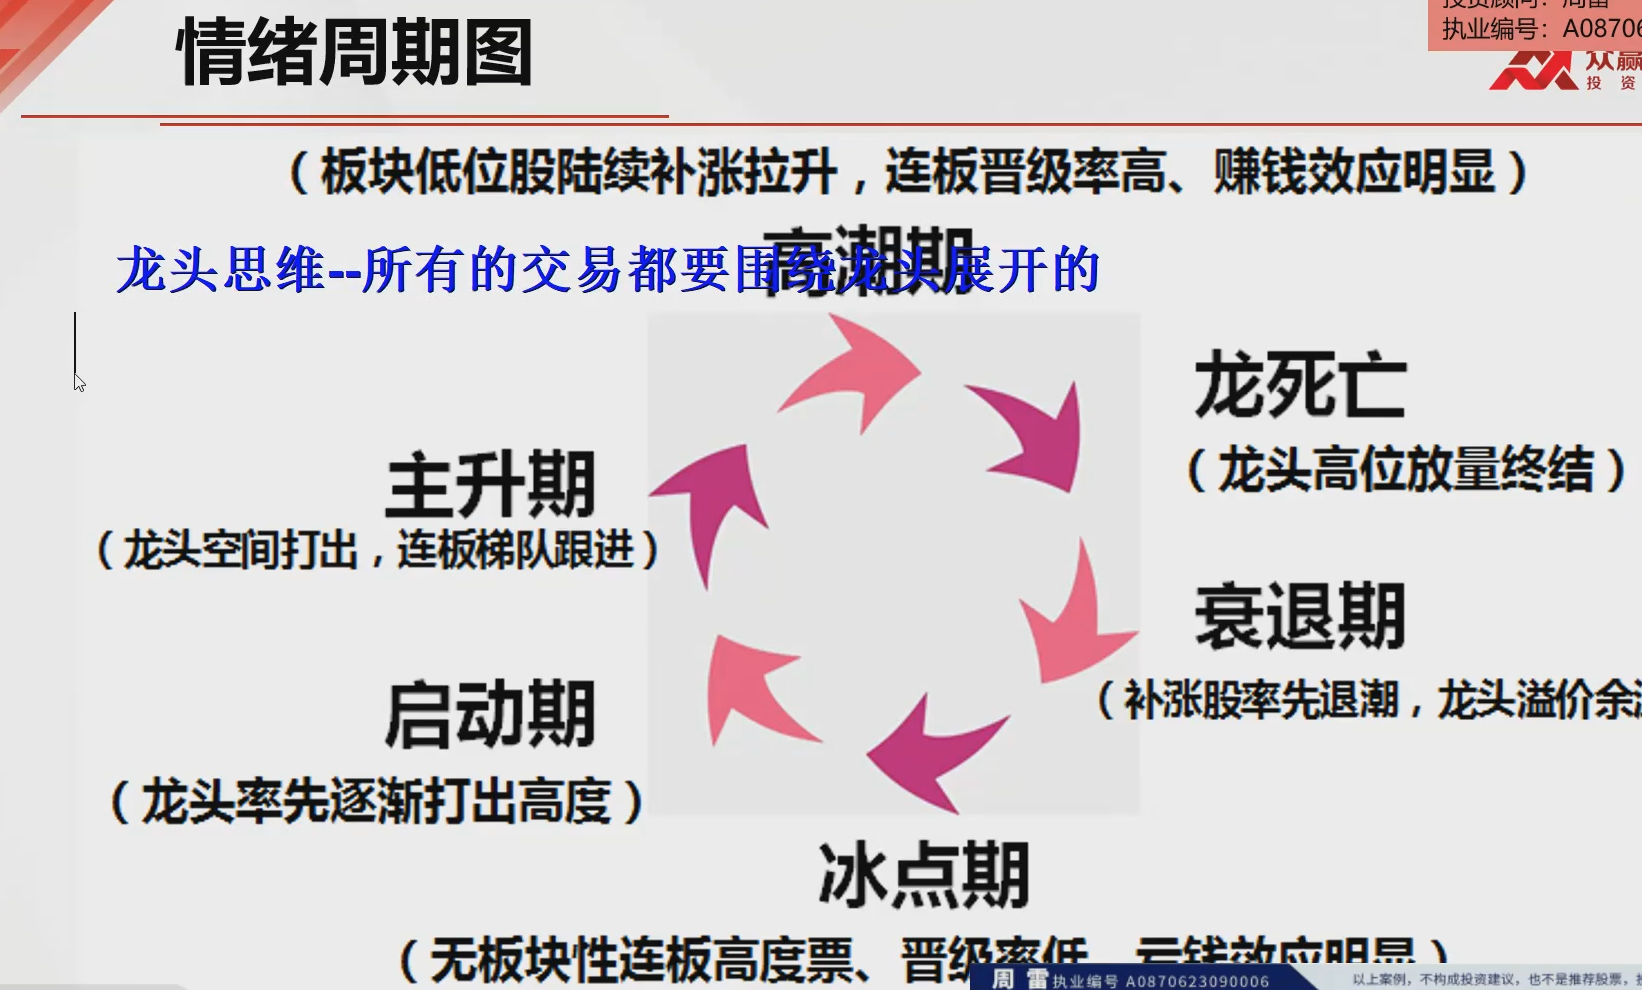 情绪周期图
执业编号：A08706
众赢
投 资
（板块低位股陆续补涨拉升，连板晋级率高、赚钱效应明显）
高潮期
龙头思维--所有的交易都要围绕龙头展开的
龙死亡
（龙头高位放量终结）
主升期
（龙头空间打出，连板梯队跟进）
衰退期
（补涨股率先退潮，龙头溢价余
启动期
（龙头率先逐渐打出高度）
冰点期
（无板块性连板高度票、晋级率低、亏钱效应明显）
周 雷 执业编号 A0870623090006
以上案例，不构成投资建议，也不是推荐股票，